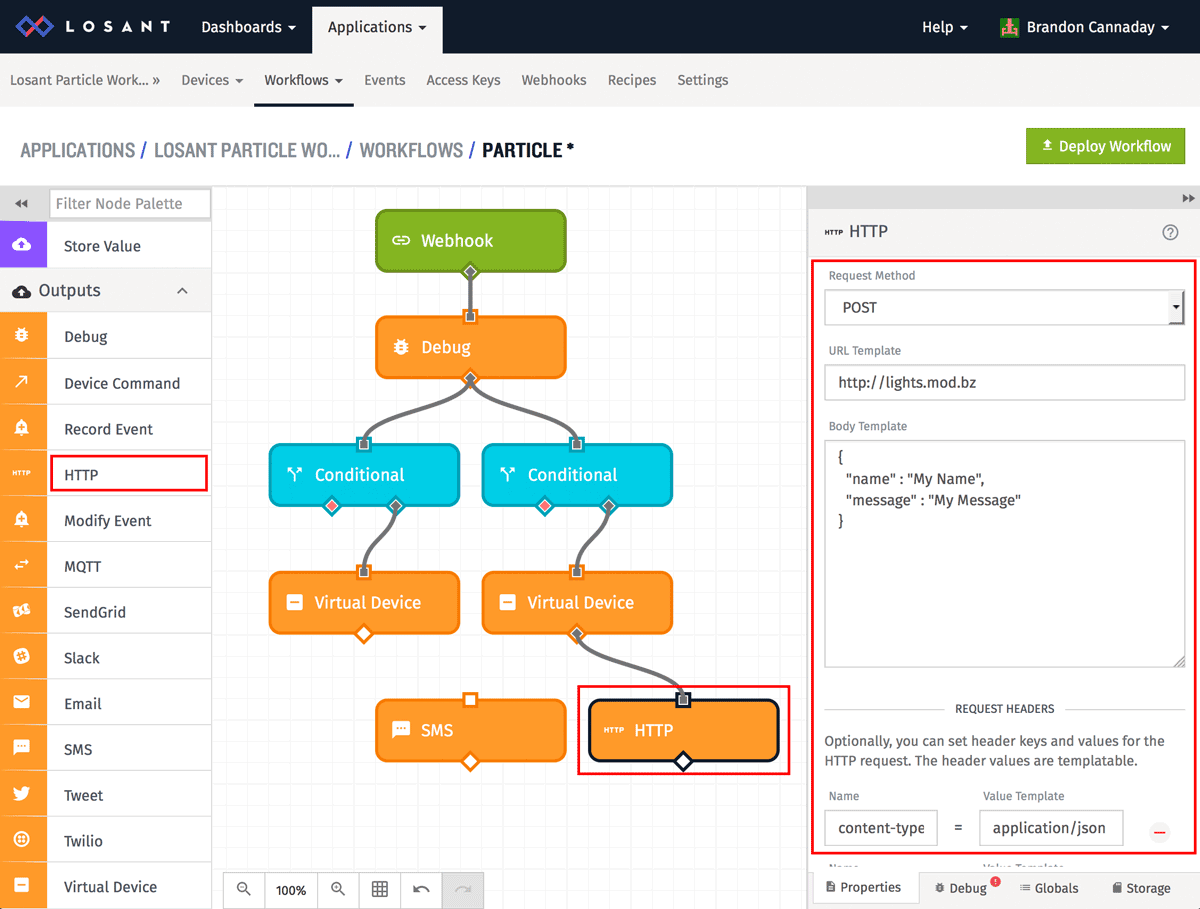 LOSANT
Dashboards
Applications
Help
Brandon Cannaday
Losant Particle Work... »
Devices
Workflows
Events
Access Keys
Webhooks
Recipes
Settings
APPLICATIONS / LOSANT PARTICLE WO... / WORKFLOWS / PARTICLE *
Deploy Workflow
Filter Node Palette
Store Value
Outputs
Debug
Device Command
Record Event
HTTP HTTP
Modify Event
MQTT
SendGrid
Slack
Email
SMS
Tweet
Twilio
Virtual Device
Webhook
Debug
Conditional
Conditional
Virtual Device
Virtual Device
SMS
HTTP HTTP
100%
HTTP HTTP
Request Method
POST
URL Template
http://lights.mod.bz
Body Template
{
"name" : "My Name",
"message" : "My Message"
}
REQUEST HEADERS
Optionally, you can set header keys and values for the
HTTP request. The header values are templatable.
Name
Value Template
content-type
=
application/json
Name
Value Template
Properties
Debug
Globals
Storage